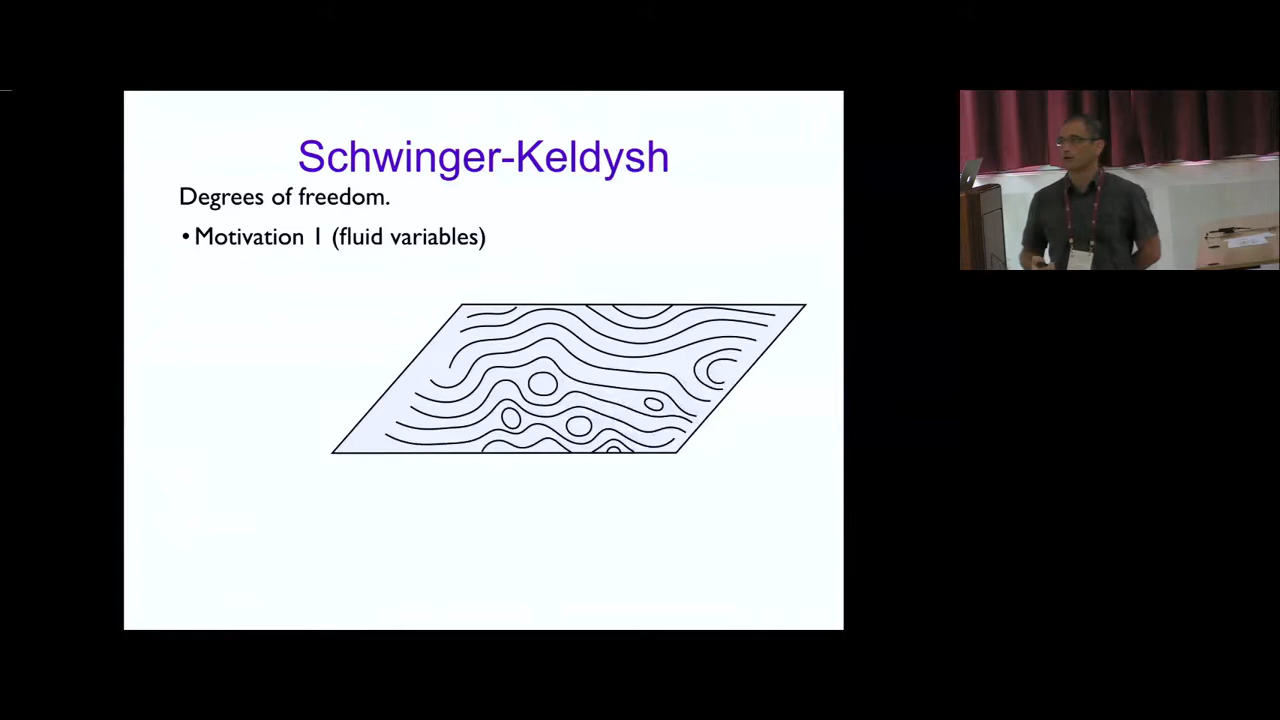 Schwinger-Keldysh
Degrees of freedom.
• Motivation 1 (fluid variables)